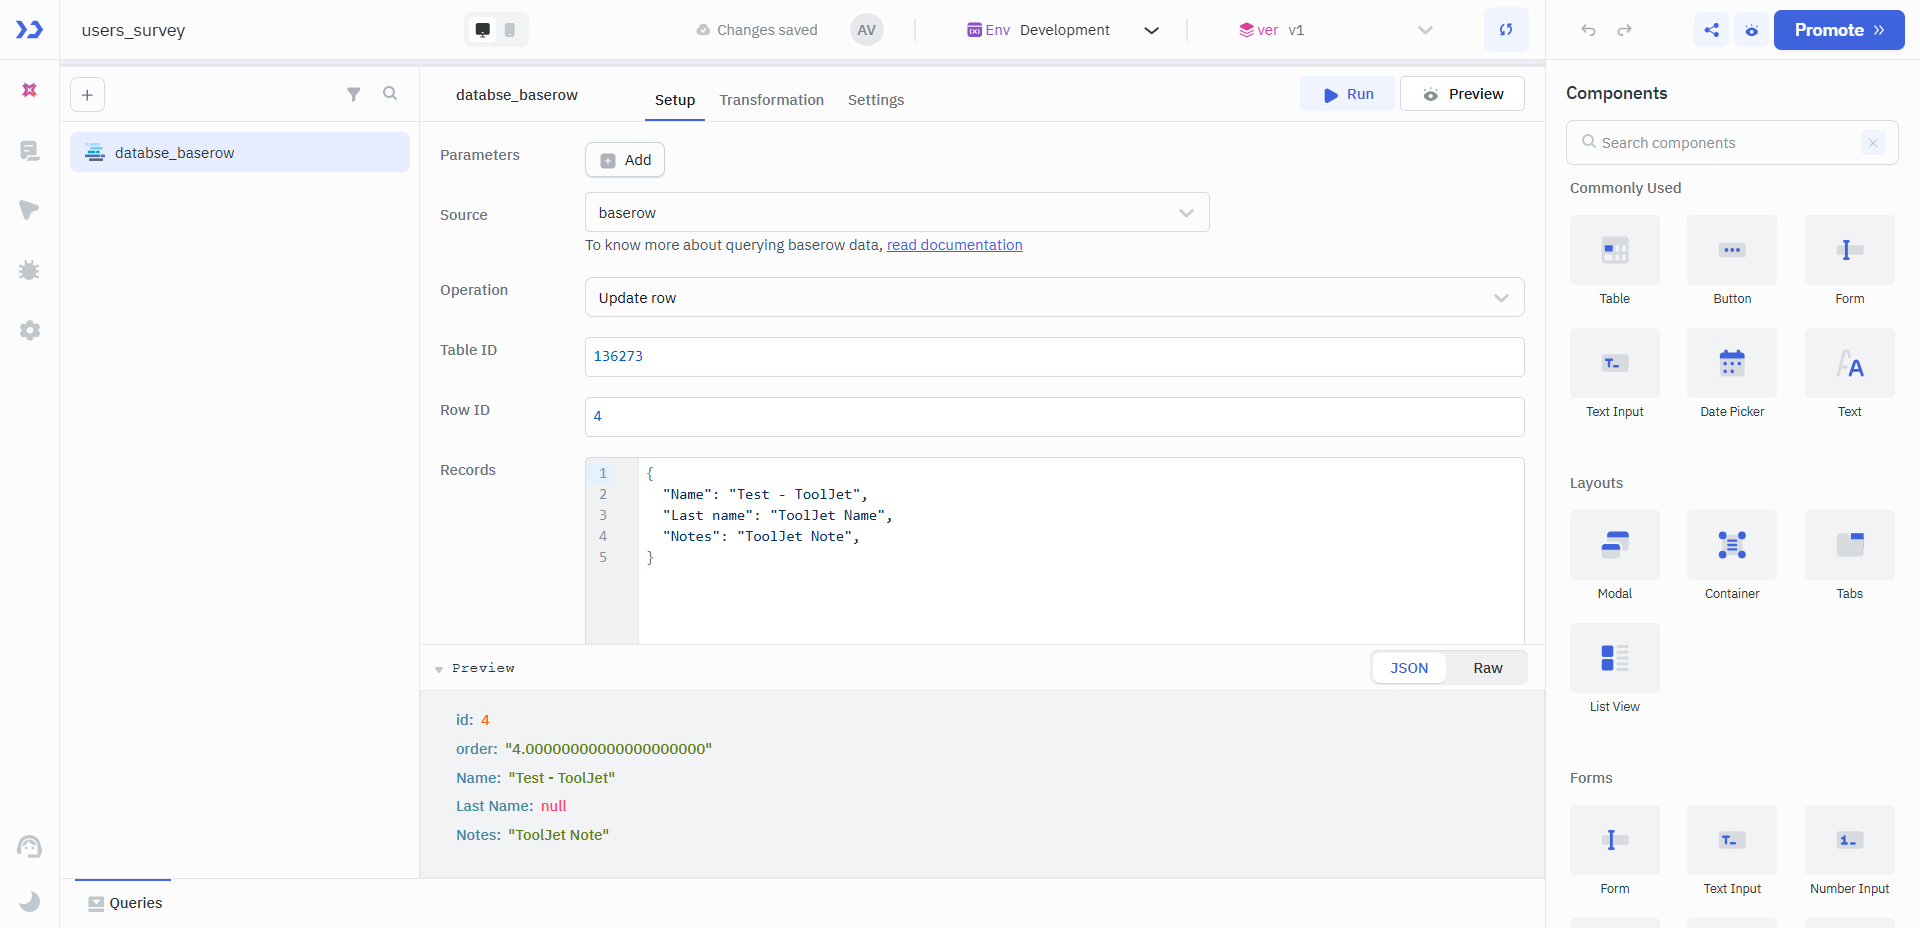 users_survey
Changes saved
AV
Env Development
ver v1
Promote
databse_baserow
databse_baserow
Setup Transformation Settings
Run
Preview
Parameters
Add
Source
baserow
To know more about querying baserow data, read documentation
Operation
Update row
Table ID
136273
Row ID
4
Records
1 {
2 "Name": "Test - ToolJet",
3 "Last name": "ToolJet Name",
4 "Notes": "ToolJet Note",
5 }
Preview
JSON Raw
id: 4
order: "4.00000000000000000000"
Name: "Test - ToolJet"
Last Name: null
Notes: "ToolJet Note"
Queries
Components
Search components
Commonly Used
Table Button Form
Text Input Date Picker Text
Layouts
Modal Container Tabs
List View
Forms
Form Text Input Number Input